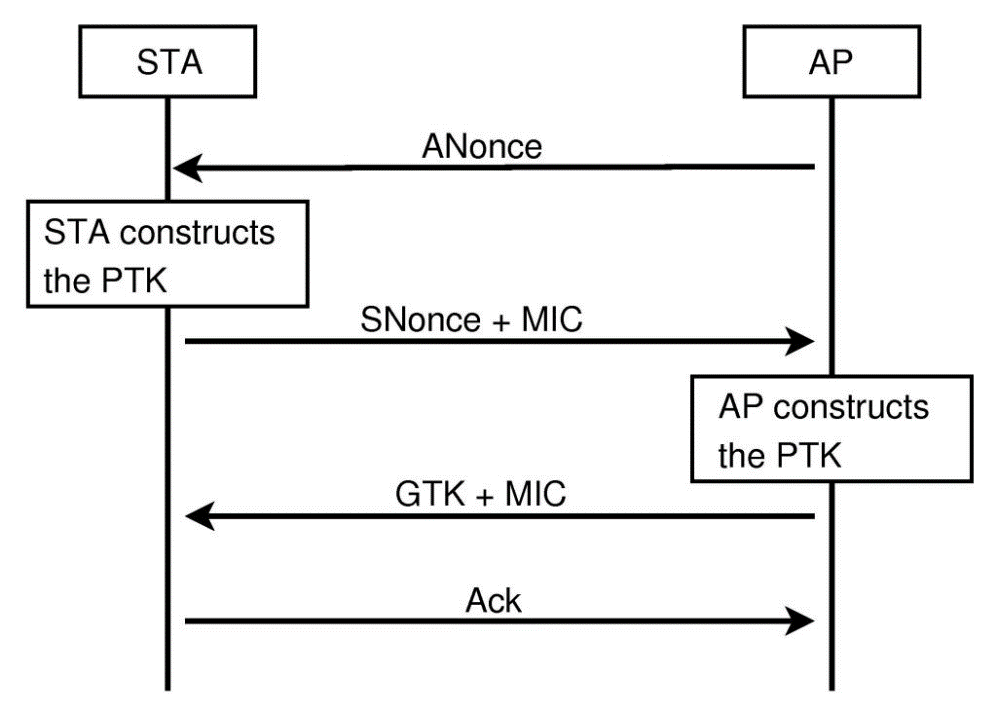 STA
AP
ANonce
STA constructs
the PTK
SNonce + MIC
AP constructs
the PTK
GTK + MIC
Ack